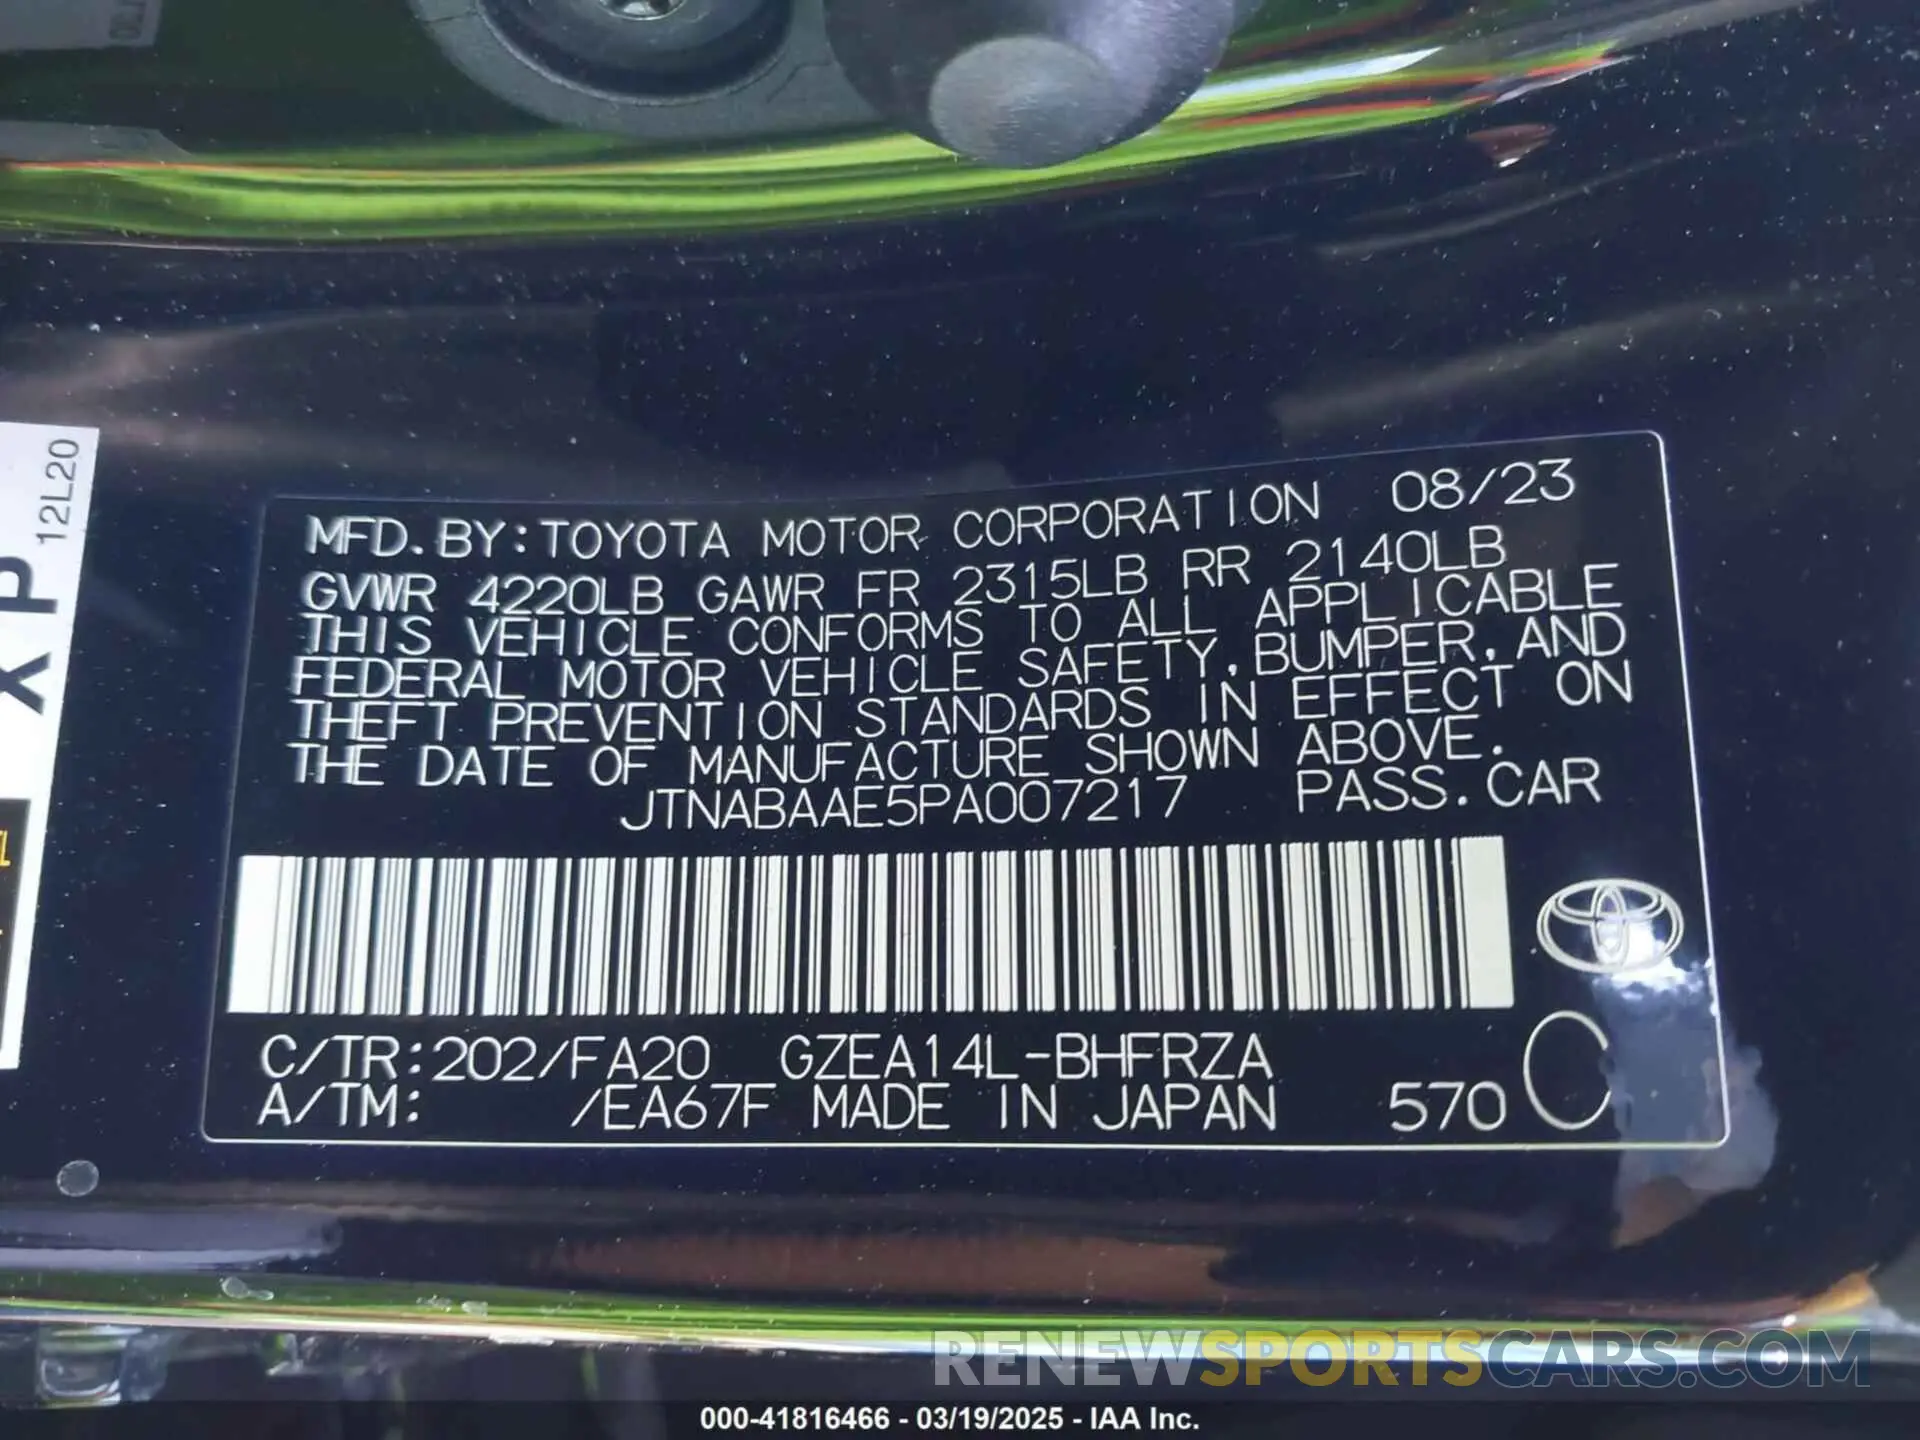 12L20
XP
MFD. BY: TOYOTA MOTOR CORPORATION 08/23
GVWR 4220LB GAWR FR 2315LB RR 2140LB
THIS VEHICLE CONFORMS TO ALL APPLICABLE
FEDERAL MOTOR VEHICLE SAFETY, BUMPER, AND
THEFT PREVENTION STANDARDS IN EFFECT ON
THE DATE OF MANUFACTURE SHOWN ABOVE.
JTNABAAE5PA007217 PASS. CAR
C/TR: 202/FA20 GZEA14L-BHFRZA
A/TM: /EA67F MADE IN JAPAN 570
RENEWSPORTSCARS.COM
000-41816466 - 03/19/2025 - IAA Inc.